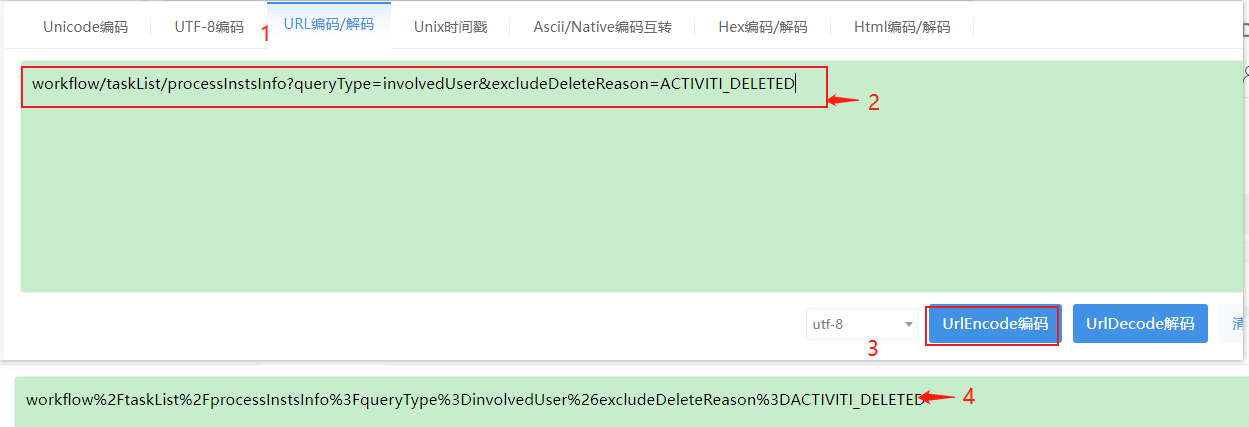 Unicode编码 UTF-8编码 1 URL编码/解码 Unix时间戳 Ascii/Native编码互转 Hex编码/解码 Html编码/解码
workflow/taskList/processInstsInfo?queryType=involvedUser&excludeDeleteReason=ACTIVITI_DELETED
2
utf-8 UrlEncode编码 UrlDecode解码
3
workflow%2FtaskList%2FprocessInstsInfo%3FqueryType%3DinvolvedUser%26excludeDeleteReason%3DACTIVITI_DELETED 4